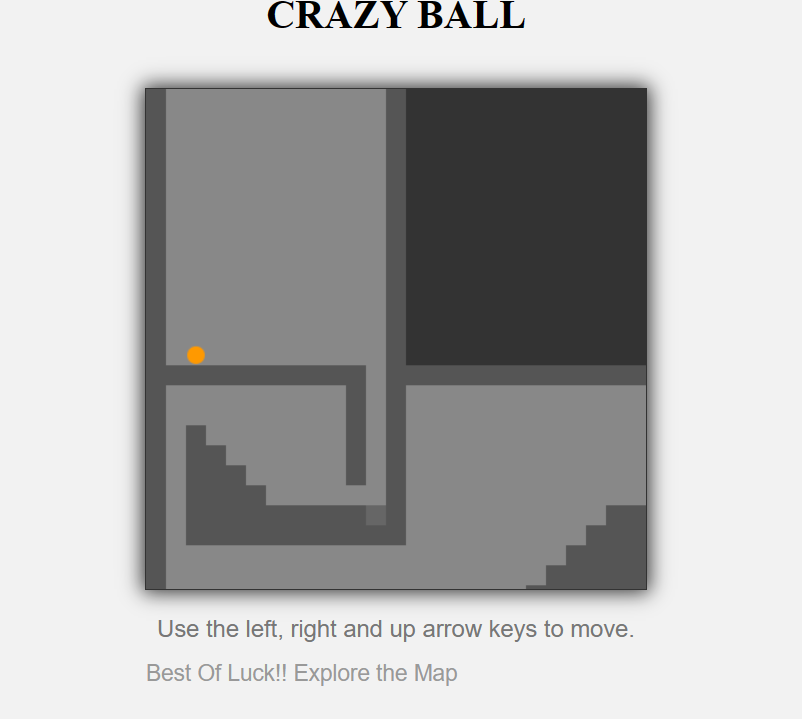 CRAZY BALL
Use the left, right and up arrow keys to move.
Best Of Luck!! Explore the Map